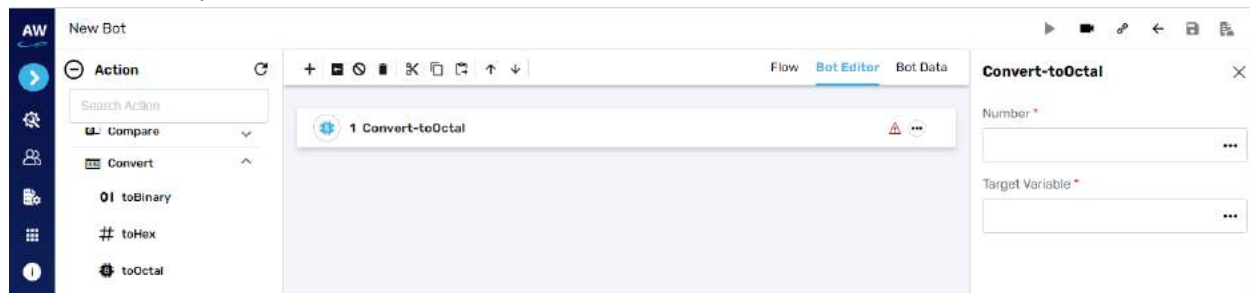 AW New Bot
Action
Search Action
Compare
Convert
01 toBinary
# toHex
toOctal
Flow Bot Editor Bot Data
1 Convert-toOctal
Convert-toOctal
Number *
Target Variable *